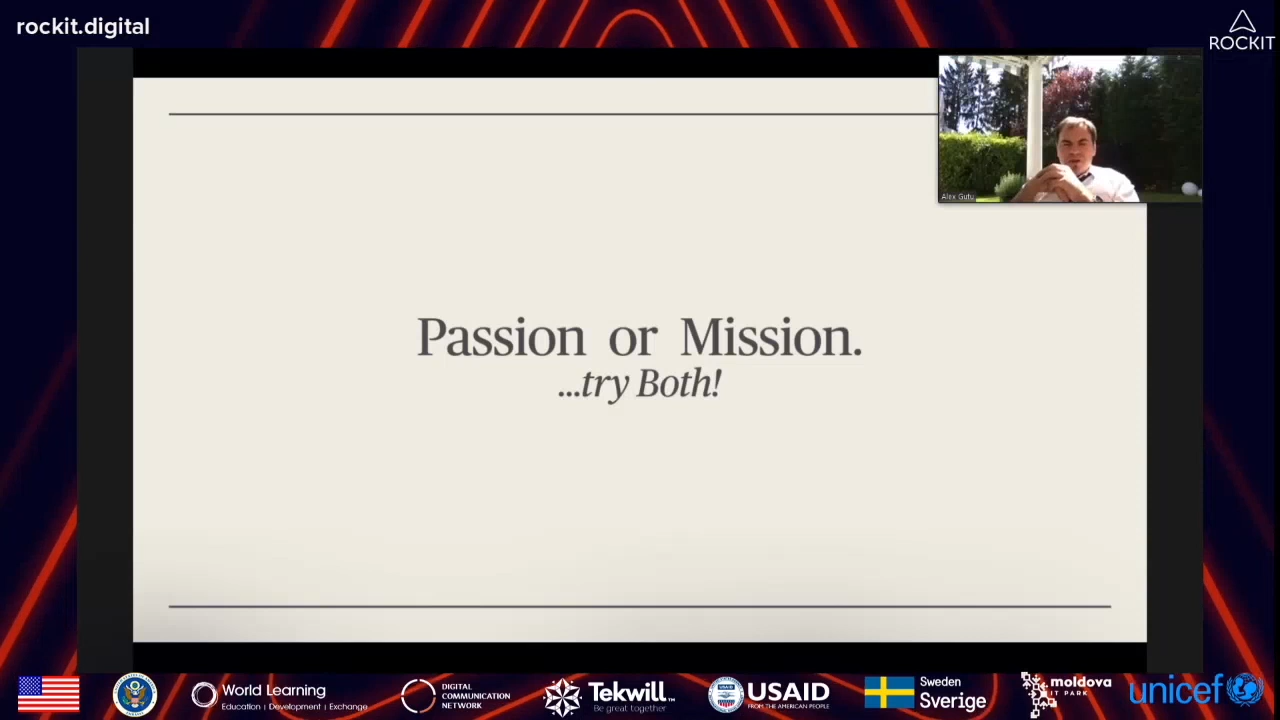 rockit.digital
ROCKIT
Alex Gutu
Passion or Mission.
...try Both!
World Learning
Education | Development | Exchange
DIGITAL
COMMUNICATION
NETWORK
Tekwill™
Be great together
USAID
FROM THE AMERICAN PEOPLE
Sweden
Sverige
moldova
IT PARK
unicef